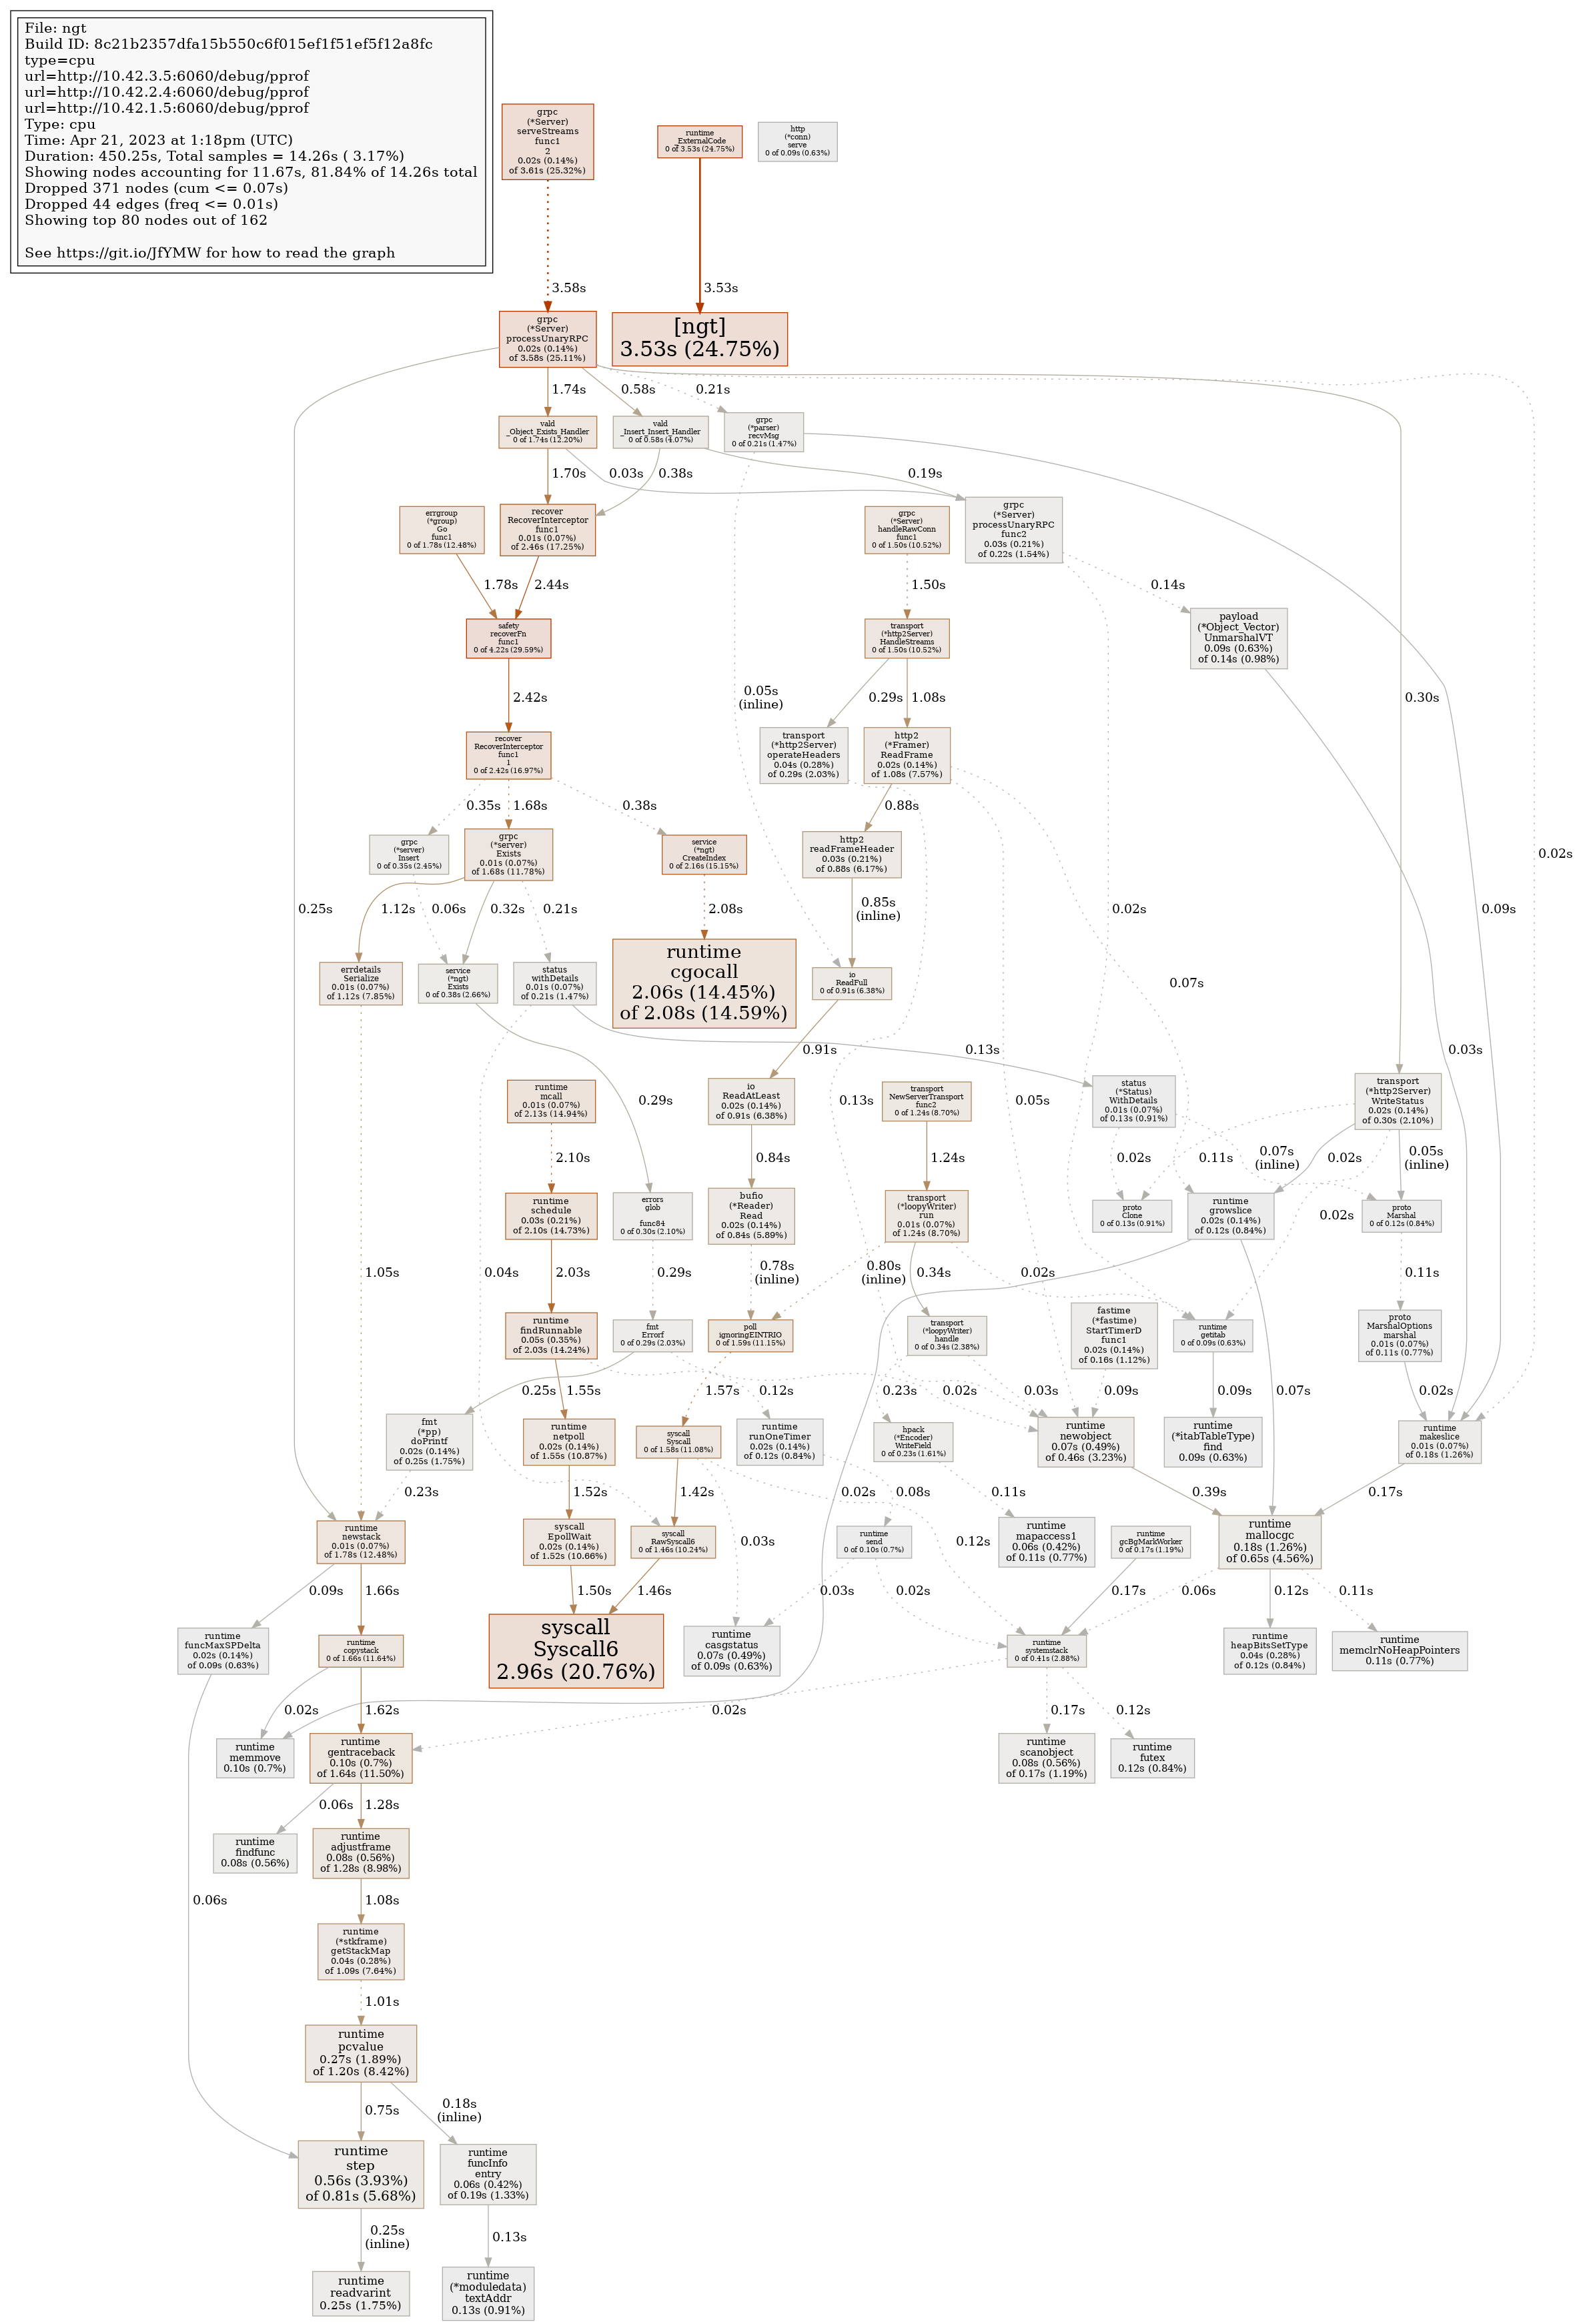 File: ngt
Build ID: 8c21b2357dfa15b550c6f015ef1f51ef5f12a8fc
type=cpu
url=http://10.42.3.5:6060/debug/pprof
url=http://10.42.2.4:6060/debug/pprof
url=http://10.42.1.5:6060/debug/pprof
Type: cpu
Time: Apr 21, 2023 at 1:18pm (UTC)
Duration: 450.25s, Total samples = 14.26s ( 3.17%)
Showing nodes accounting for 11.67s, 81.84% of 14.26s total
Dropped 371 nodes (cum <= 0.07s)
Dropped 44 edges (freq <= 0.01s)
Showing top 80 nodes out of 162
See https://git.io/JfYMW for how to read the graph
grpc
(*Server)
serveStreams
func1
2
0.02s (0.14%)
of 3.61s (25.32%)
runtime
_ExternalCode
0 of 3.53s (24.75%)
http
(*conn)
serve
0 of 0.09s (0.63%)
3.58s
3.53s
grpc
(*Server)
processUnaryRPC
0.02s (0.14%)
of 3.58s (25.11%)
[ngt]
3.53s (24.75%)
1.74s
0.58s
0.21s
vald
_Object_Exists_Handler
0 of 1.74s (12.20%)
vald
_Insert_Insert_Handler
0 of 0.58s (4.07%)
grpc
(*parser)
recvMsg
0 of 0.21s (1.47%)
1.70s
0.03s
0.38s
0.19s
errgroup
(*group)
Go
func1
0 of 1.78s (12.48%)
recover
RecoverInterceptor
func1
0.01s (0.07%)
of 2.46s (17.25%)
grpc
(*Server)
handleRawConn
func1
0 of 1.50s (10.52%)
grpc
(*Server)
processUnaryRPC
func2
0.03s (0.21%)
of 0.22s (1.54%)
1.78s
2.44s
1.50s
0.14s
safety
recoverFn
func1
0 of 4.22s (29.59%)
transport
(*http2Server)
HandleStreams
0 of 1.50s (10.52%)
payload
(*Object_Vector)
UnmarshalVT
0.09s (0.63%)
of 0.14s (0.98%)
2.42s
0.05s
(inline)
0.29s
1.08s
0.30s
recover
RecoverInterceptor
func1
1
0 of 2.42s (16.97%)
transport
(*http2Server)
operateHeaders
0.04s (0.28%)
of 0.29s (2.03%)
http2
(*Framer)
ReadFrame
0.02s (0.14%)
of 1.08s (7.57%)
0.35s
1.68s
0.38s
0.88s
0.02s
grpc
(*server)
Insert
0 of 0.35s (2.45%)
grpc
(*server)
Exists
0.01s (0.07%)
of 1.68s (11.78%)
service
(*ngt)
CreateIndex
0 of 2.16s (15.15%)
http2
readFrameHeader
0.03s (0.21%)
of 0.88s (6.17%)
0.25s
1.12s
0.06s
0.32s
0.21s
2.08s
0.85s
(inline)
0.02s
0.09s
errdetails
Serialize
0.01s (0.07%)
of 1.12s (7.85%)
service
(*ngt)
Exists
0 of 0.38s (2.66%)
status
withDetails
0.01s (0.07%)
of 0.21s (1.47%)
runtime
cgocall
2.06s (14.45%)
of 2.08s (14.59%)
io
ReadFull
0 of 0.91s (6.38%)
0.07s
0.91s
0.13s
0.03s
runtime
mcall
0.01s (0.07%)
of 2.13s (14.94%)
0.29s
io
ReadAtLeast
0.02s (0.14%)
of 0.91s (6.38%)
0.13s
transport
NewServerTransport
func2
0 of 1.24s (8.70%)
0.05s
status
(*Status)
WithDetails
0.01s (0.07%)
of 0.13s (0.91%)
transport
(*http2Server)
WriteStatus
0.02s (0.14%)
of 0.30s (2.10%)
2.10s
0.84s
1.24s
0.02s
0.11s
0.07s
(inline)
0.02s
0.05s
(inline)
runtime
schedule
0.03s (0.21%)
of 2.10s (14.73%)
errors
glob

func84
0 of 0.30s (2.10%)
bufio
(*Reader)
Read
0.02s (0.14%)
of 0.84s (5.89%)
transport
(*loopyWriter)
run
0.01s (0.07%)
of 1.24s (8.70%)
proto
Clone
0 of 0.13s (0.91%)
runtime
growslice
0.02s (0.14%)
of 0.12s (0.84%)
0.02s
proto
Marshal
0 of 0.12s (0.84%)
1.05s
0.04s
2.03s
0.29s
0.78s
(inline)
0.80s
(inline)
0.34s
0.02s
0.11s
runtime
findRunnable
0.05s (0.35%)
of 2.03s (14.24%)
fmt
Errorf
0 of 0.29s (2.03%)
poll
ignoringEINTRIO
0 of 1.59s (11.15%)
transport
(*loopyWriter)
handle
0 of 0.34s (2.38%)
fastime
(*fastime)
StartTimerD
func1
0.02s (0.14%)
of 0.16s (1.12%)
runtime
getitab
0 of 0.09s (0.63%)
proto
MarshalOptions
marshal
0.01s (0.07%)
of 0.11s (0.77%)
0.25s
1.55s
1.57s
0.12s
0.23s
0.02s
0.03s
0.09s
0.09s
0.07s
0.02s
fmt
(*pp)
doPrintf
0.02s (0.14%)
of 0.25s (1.75%)
runtime
netpoll
0.02s (0.14%)
of 1.55s (10.87%)
syscall
Syscall
0 of 1.58s (11.08%)
runtime
runOneTimer
0.02s (0.14%)
of 0.12s (0.84%)
hpack
(*Encoder)
WriteField
0 of 0.23s (1.61%)
runtime
newobject
0.07s (0.49%)
of 0.46s (3.23%)
runtime
(*itabTableType)
find
0.09s (0.63%)
runtime
makeslice
0.01s (0.07%)
of 0.18s (1.26%)
0.23s
1.52s
1.42s
0.02s
0.08s
0.11s
0.39s
0.17s
runtime
newstack
0.01s (0.07%)
of 1.78s (12.48%)
syscall
EpollWait
0.02s (0.14%)
of 1.52s (10.66%)
syscall
RawSyscall6
0 of 1.46s (10.24%)
0.03s
runtime
send
0 of 0.10s (0.7%)
0.12s
runtime
mapaccess1
0.06s (0.42%)
of 0.11s (0.77%)
runtime
gcBgMarkWorker
0 of 0.17s (1.19%)
runtime
mallocgc
0.18s (1.26%)
of 0.65s (4.56%)
0.09s
1.66s
1.50s
1.46s
0.03s
0.02s
0.17s
0.06s
0.12s
0.11s
runtime
funcMaxSPDelta
0.02s (0.14%)
of 0.09s (0.63%)
runtime
copystack
0 of 1.66s (11.64%)
syscall
Syscall6
2.96s (20.76%)
runtime
casgstatus
0.07s (0.49%)
of 0.09s (0.63%)
runtime
systemstack
0 of 0.41s (2.88%)
runtime
heapBitsSetType
0.04s (0.28%)
of 0.12s (0.84%)
runtime
memclrNoHeapPointers
0.11s (0.77%)
0.02s
1.62s
0.02s
0.17s
0.12s
runtime
memmove
0.10s (0.7%)
runtime
gentraceback
0.10s (0.7%)
of 1.64s (11.50%)
runtime
scanobject
0.08s (0.56%)
of 0.17s (1.19%)
runtime
futex
0.12s (0.84%)
0.06s
1.28s
runtime
findfunc
0.08s (0.56%)
runtime
adjustframe
0.08s (0.56%)
of 1.28s (8.98%)
0.06s
1.08s
runtime
(*stkframe)
getStackMap
0.04s (0.28%)
of 1.09s (7.64%)
1.01s
runtime
pcvalue
0.27s (1.89%)
of 1.20s (8.42%)
0.75s
0.18s
(inline)
runtime
step
0.56s (3.93%)
of 0.81s (5.68%)
runtime
funcInfo
entry
0.06s (0.42%)
of 0.19s (1.33%)
0.25s
(inline)
0.13s
runtime
readvarint
0.25s (1.75%)
runtime
(*moduledata)
textAddr
0.13s (0.91%)